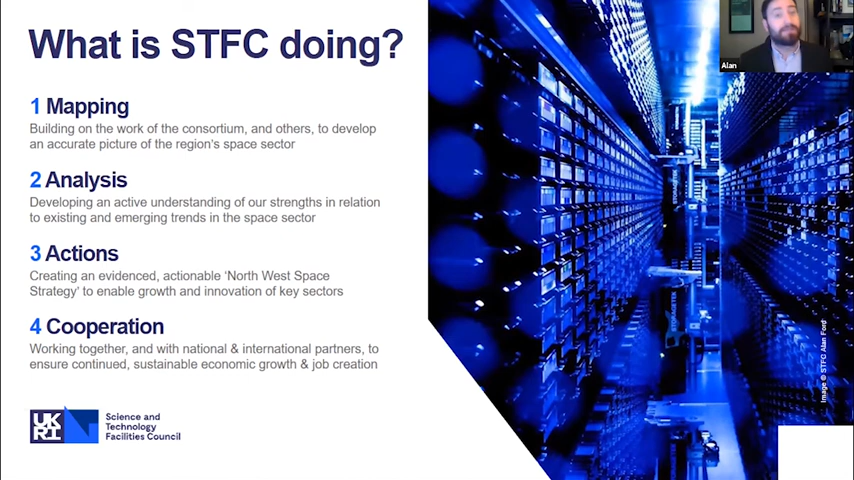 What is STFC doing?
1 Mapping
Building on the work of the consortium, and others, to develop
an accurate picture of the region's space sector
2 Analysis
Developing an active understanding of our strengths in relation
to existing and emerging trends in the space sector
3 Actions
Creating an evidenced, actionable ‘North West Space
Strategy’ to enable growth and innovation of key sectors
4 Cooperation
Working together, and with national & international partners, to
ensure continued, sustainable economic growth & job creation
UK
RI
Science and
Technology
Facilities Council
Alan
STORAGETEK
STORAGETEK
Image © STFC Alan Ford